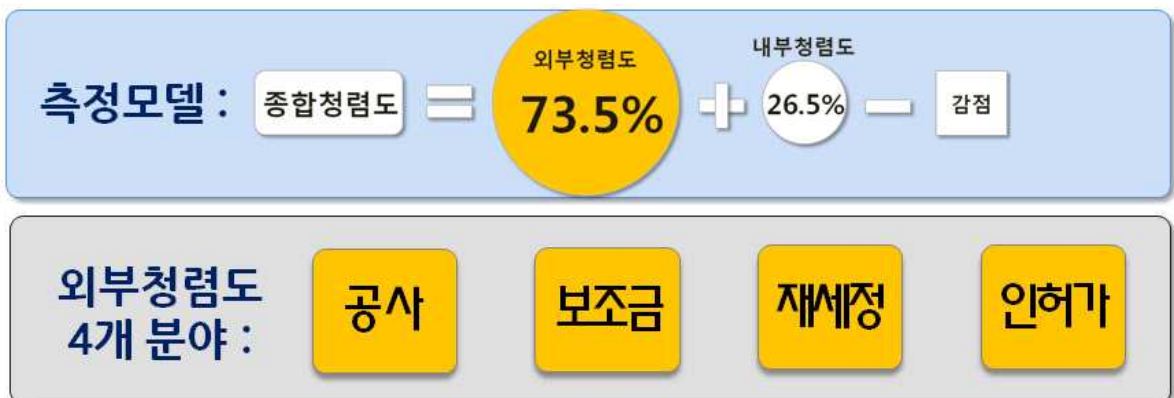 측정모델 : 종합청렴도 = 외부청렴도 73.5% + 내부청렴도 26.5% - 감점
외부청렴도
4개 분야 : 공사 보조금 재세정 인허가